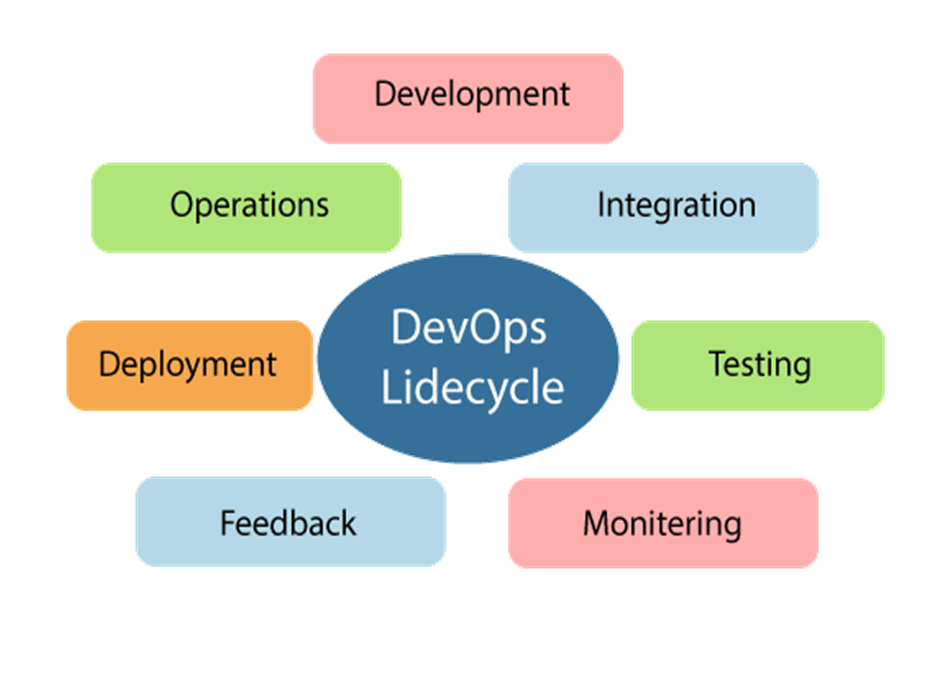 Development
Operations
Integration
DevOps
Lidecycle
Deployment
Testing
Feedback
Monitering